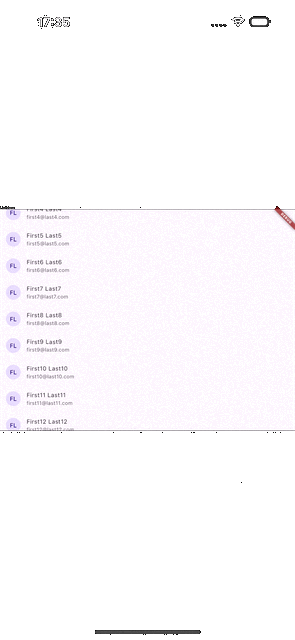 17:35
First4 Last4
FL
first4@last4.com
First5 Last5
FL
first5@last5.com
First6 Last6
FL
first6@last6.com
First7 Last7
FL
first7@last7.com
First8 Last8
FL
first8@last8.com
First9 Last9
FL
first9@last9.com
First10 Last10
FL
first10@last10.com
First11 Last11
FL
first11@last11.com
First12 Last12
FL
first12@last12.com